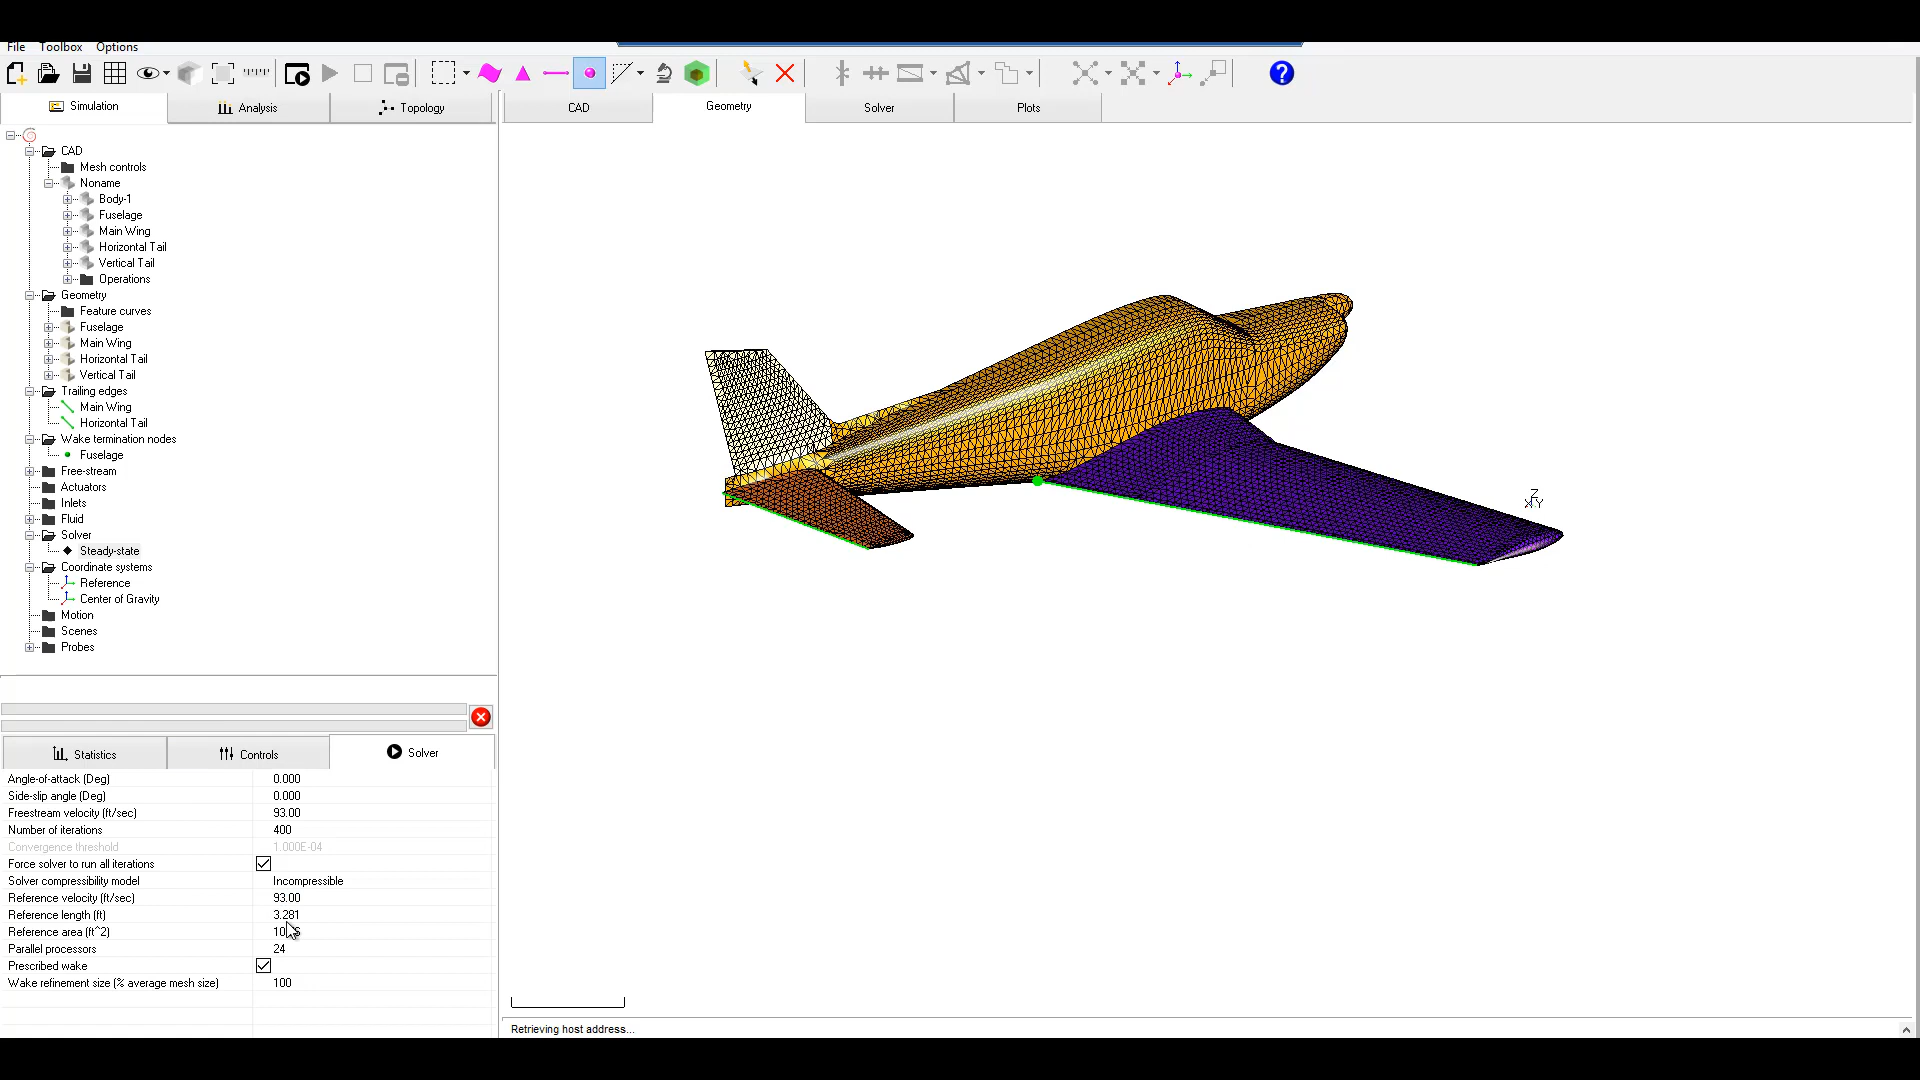 File Toolbox Options
Simulation Analysis Topology
CAD Geometry Solver Plots
CAD
Mesh controls
Noname
Body-1
Fuselage
Main Wing
Horizontal Tail
Vertical Tail
Operations
Geometry
Feature curves
Fuselage
Main Wing
Horizontal Tail
Vertical Tail
Trailing edges
Main Wing
Horizontal Tail
Wake termination nodes
Fuselage
Free-stream
Actuators
Inlets
Fluid
Solver
Steady-state
Coordinate systems
Reference
Center of Gravity
Motion
Scenes
Probes
Z
X Y
Statistics Controls Solver
Angle-of-attack (Deg) 0.000
Side-slip angle (Deg) 0.000
Freestream velocity (ft/sec) 93.00
Number of iterations 400
Convergence threshold 1.000E-04
Force solver to run all iterations
Solver compressibility model Incompressible
Reference velocity (ft/sec) 93.00
Reference length (ft) 3.281
Reference area (ft^2)
Parallel processors 24
Prescribed wake
Wake refinement size (% average mesh size) 100
Retrieving host address...